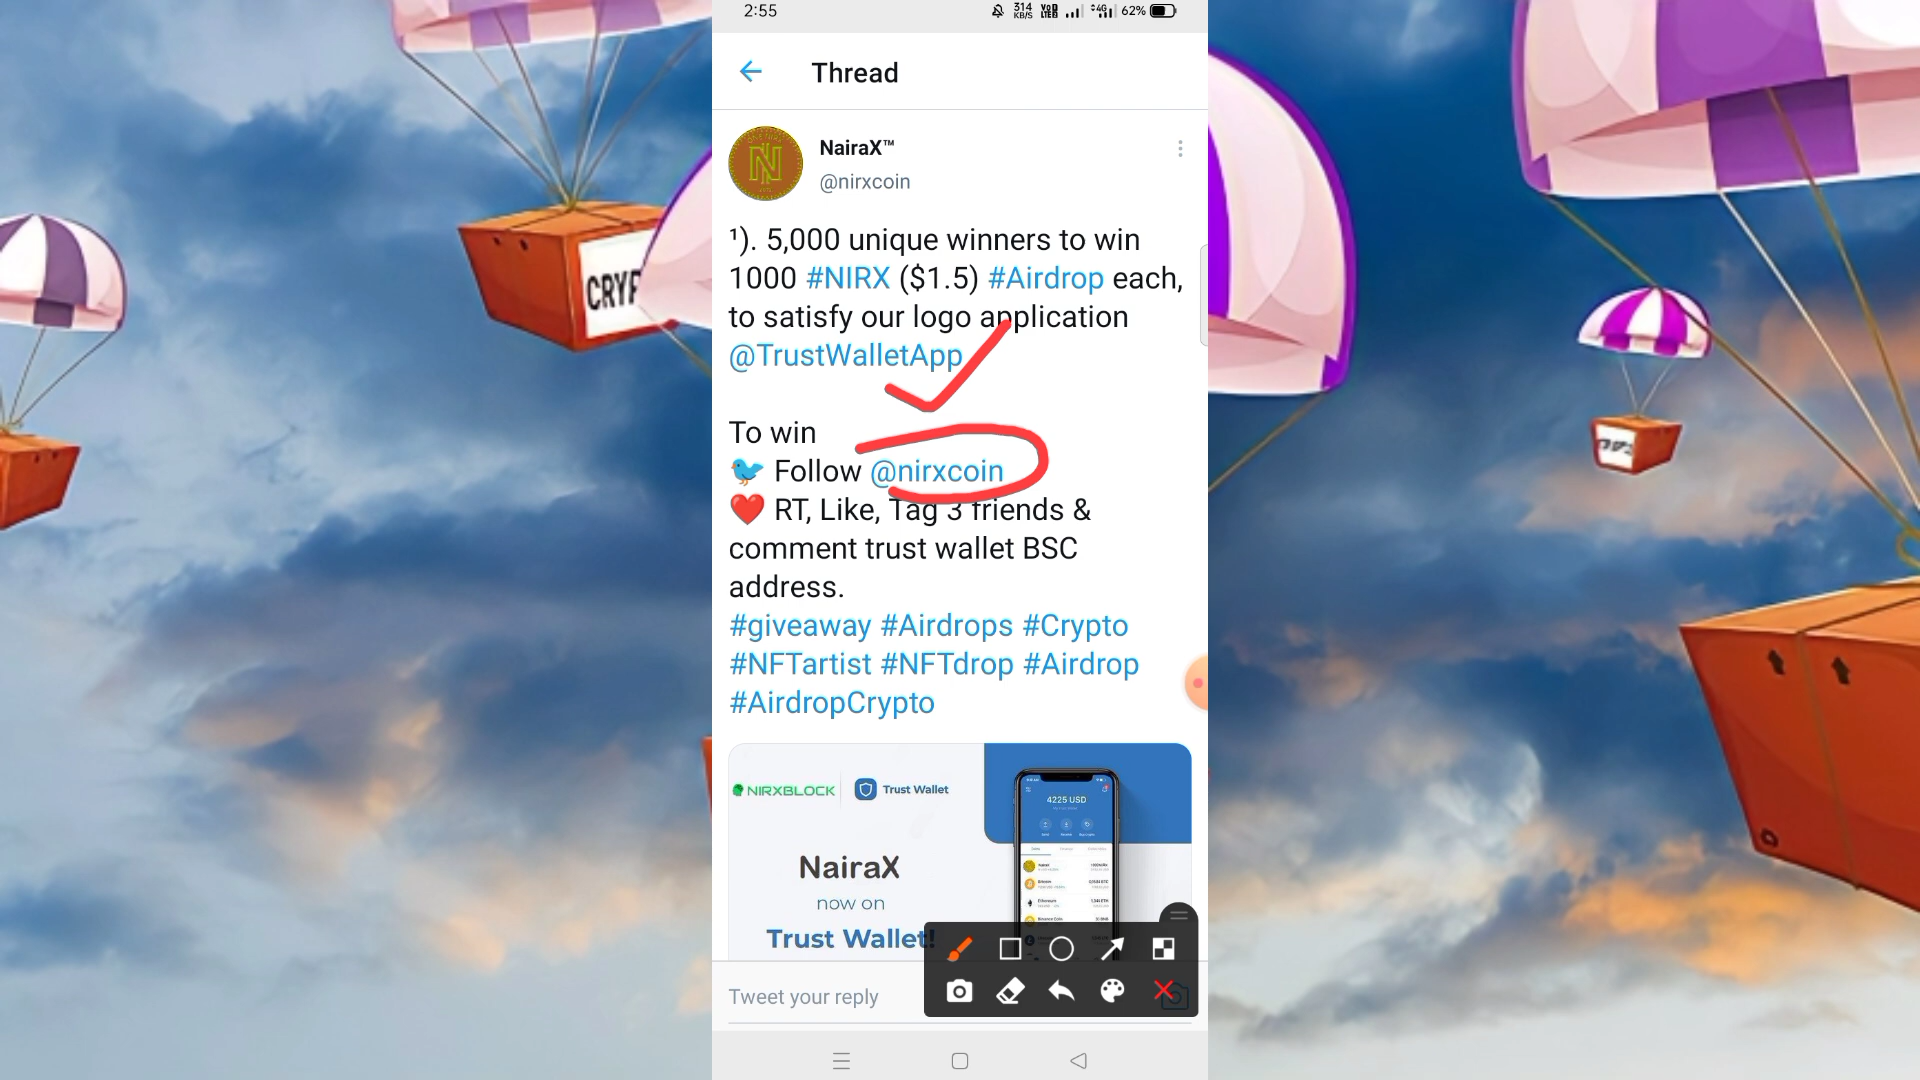 2:55
314 KB/S
4G
62%
Thread
NairaX™
@nirxcoin
¹). 5,000 unique winners to win
1000 #NIRX ($1.5) #Airdrop each,
to satisfy our logo application
@TrustWalletApp
To win
🐦 Follow @nirxcoin
❤️ RT, Like, Tag 3 friends &
comment trust wallet BSC
address.
#giveaway #Airdrops #Crypto
#NFTartist #NFTdrop #Airdrop
#AirdropCrypto
NIRXBLOCK
Trust Wallet
4225 USD
NairaX
now on
Trust Wallet!
Tweet your reply
CRYP